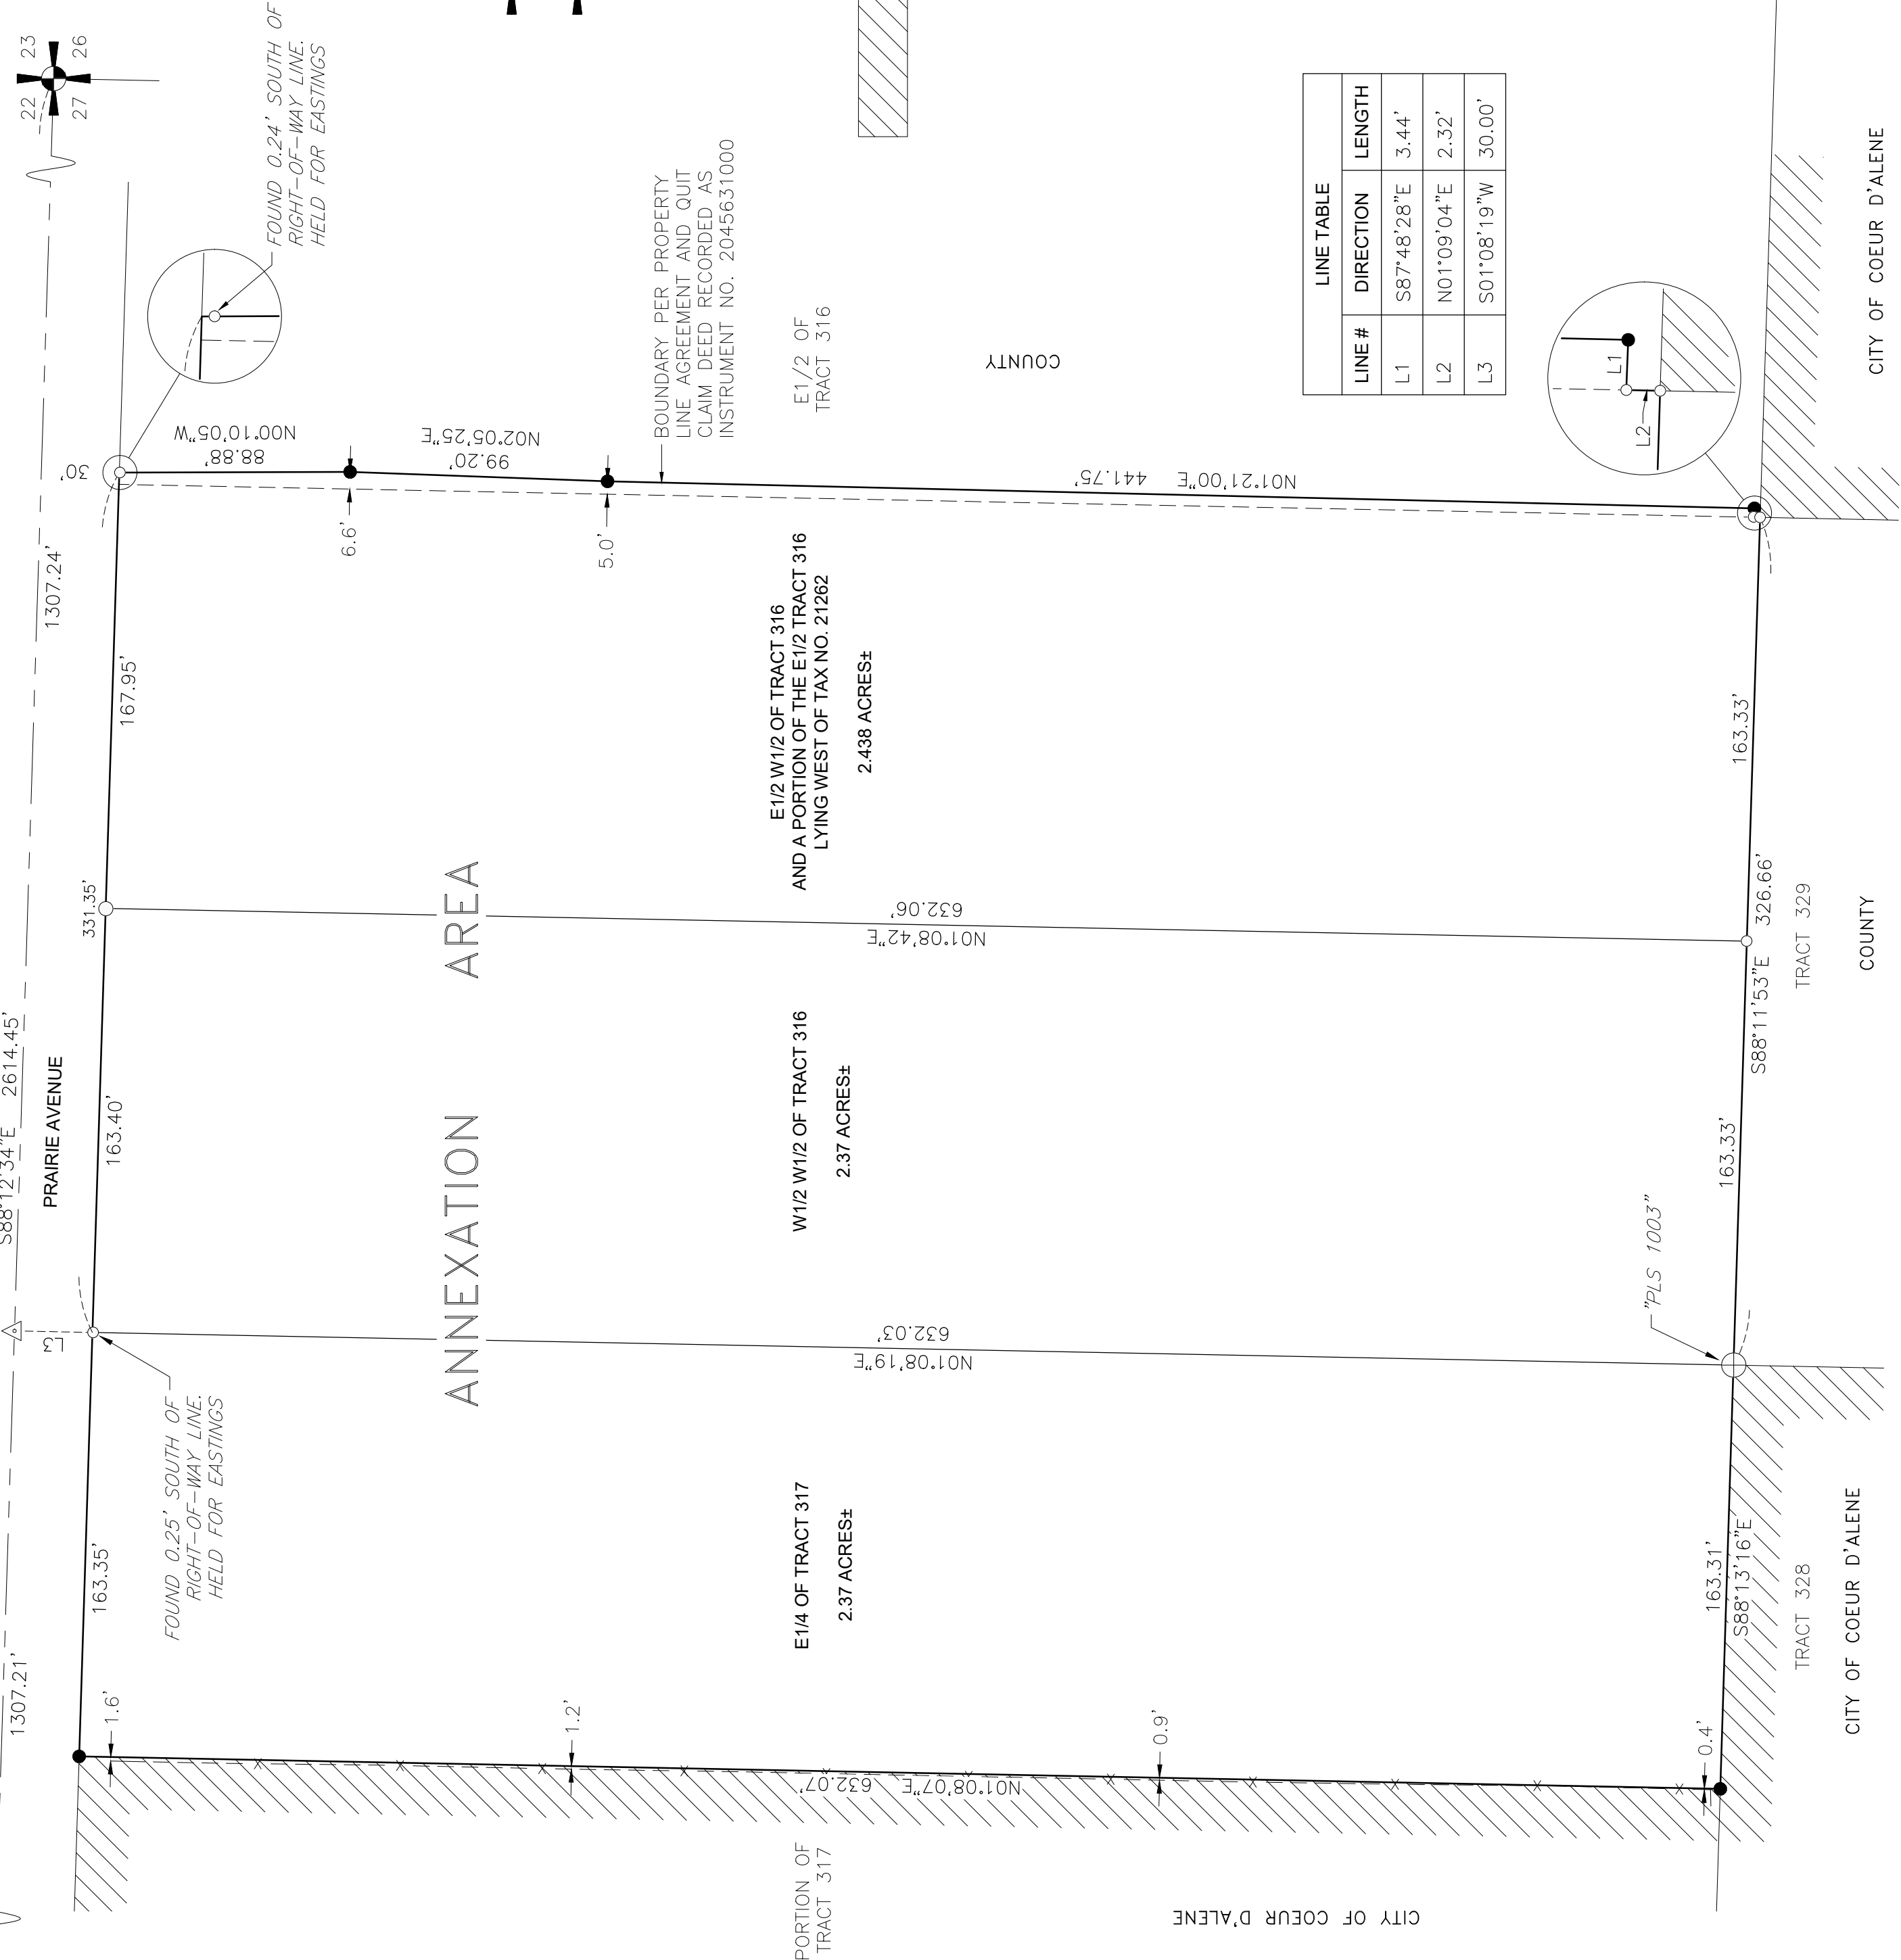 22
23
27
26
S88°12'34"E 2614.45'
1307.21'
1307.24'
PRAIRIE AVENUE
L3
30'
FOUND 0.24' SOUTH OF
RIGHT-OF-WAY LINE.
HELD FOR EASTINGS
163.35'
163.40'
331.35'
167.95'
FOUND 0.25' SOUTH OF
RIGHT-OF-WAY LINE.
HELD FOR EASTINGS
N00°10'05"W
88.88'
6.6'
N02°05'25"E
99.20'
5.0'
BOUNDARY PER PROPERTY
LINE AGREEMENT AND QUIT
CLAIM DEED RECORDED AS
INSTRUMENT NO. 2045631000
1.6'
1.2'
0.9'
0.4'
ANNEXATION AREA
E1/4 OF TRACT 317
2.37 ACRES±
W1/2 W1/2 OF TRACT 316
2.37 ACRES±
E1/2 W1/2 OF TRACT 316
AND A PORTION OF THE E1/2 TRACT 316
LYING WEST OF TAX NO. 21262
2.438 ACRES±
E1/2 OF
TRACT 316
COUNTY
PORTION OF
TRACT 317
CITY OF COEUR D'ALENE
N01°08'07"E 632.07'
N01°08'19"E
632.03'
N01°08'42"E
632.06'
N01°21'00"E 441.75'
LINE TABLE
LINE # DIRECTION LENGTH
L1 S87°48'28"E 3.44'
L2 N01°09'04"E 2.32'
L3 S01°08'19"W 30.00'
L1
L2
"PLS 1003"
163.31'
S88°13'16"E
163.33'
S88°11'53"E 326.66'
163.33'
TRACT 328
CITY OF COEUR D'ALENE
TRACT 329
COUNTY
CITY OF COEUR D'ALENE